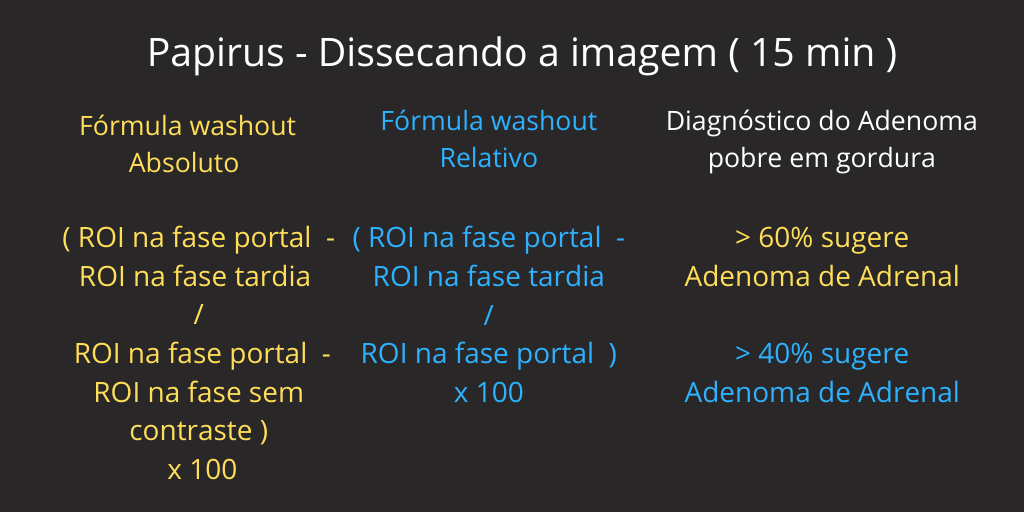 Papirus - Dissecando a imagem ( 15 min )
Fórmula washout
Absoluto
( ROI na fase portal -
ROI na fase tardia
/
ROI na fase portal -
ROI na fase sem
contraste )
x 100
Fórmula washout
Relativo
( ROI na fase portal -
ROI na fase tardia
/
ROI na fase portal )
x 100
Diagnóstico do Adenoma
pobre em gordura
> 60% sugere
Adenoma de Adrenal
> 40% sugere
Adenoma de Adrenal